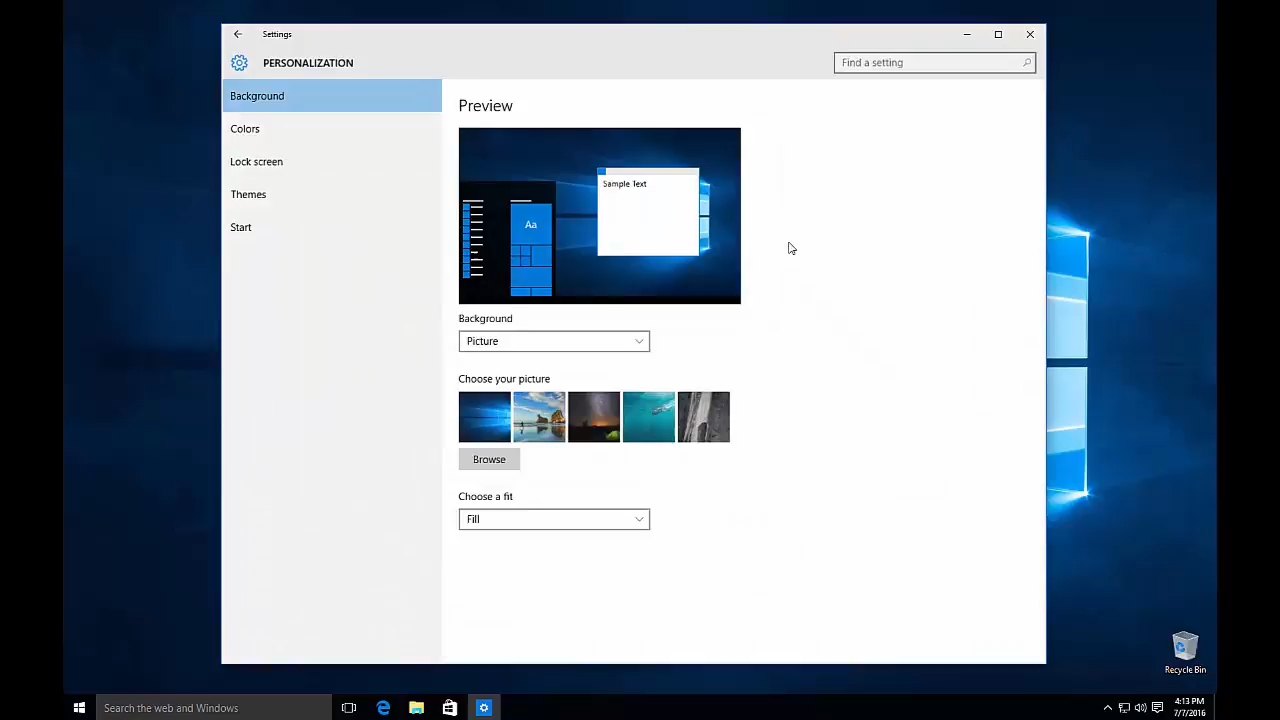 Settings
PERSONALIZATION
Find a setting
Background
Colors
Lock screen
Themes
Start
Preview
Sample Text
Aa
Background
Picture
Choose your picture
Browse
Choose a fit
Fill
Recycle Bin
Search the web and Windows
4:13 PM
7/7/2016